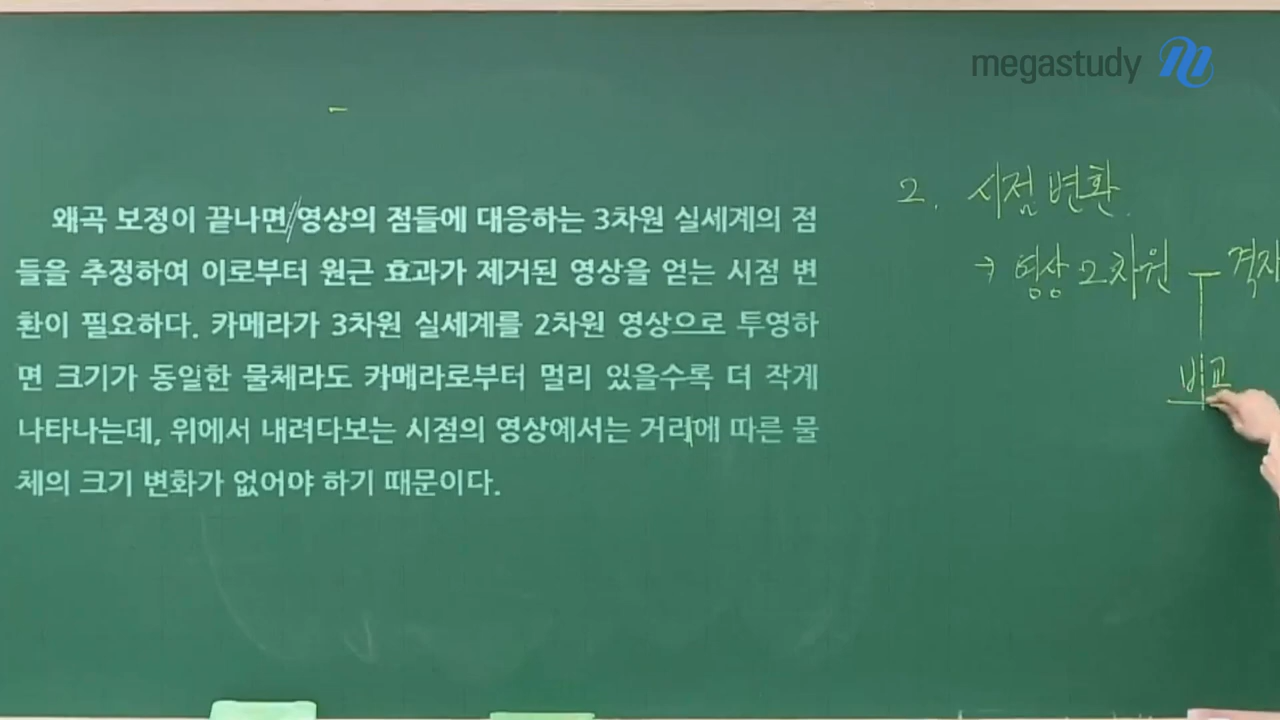 megastudy
왜곡 보정이 끝나면/영상의 점들에 대응하는 3차원 실세계의 점
들을 추정하여 이로부터 원근 효과가 제거된 영상을 얻는 시점 변
환이 필요하다. 카메라가 3차원 실세계를 2차원 영상으로 투영하
면 크기가 동일한 물체라도 카메라로부터 멀리 있을수록 더 작게
나타나는데, 위에서 내려다보는 시점의 영상에서는 거리에 따른 물
체의 크기 변화가 없어야 하기 때문이다.
2. 시점 변환.
→ 영상 2차원 ㅡ 격자
비교